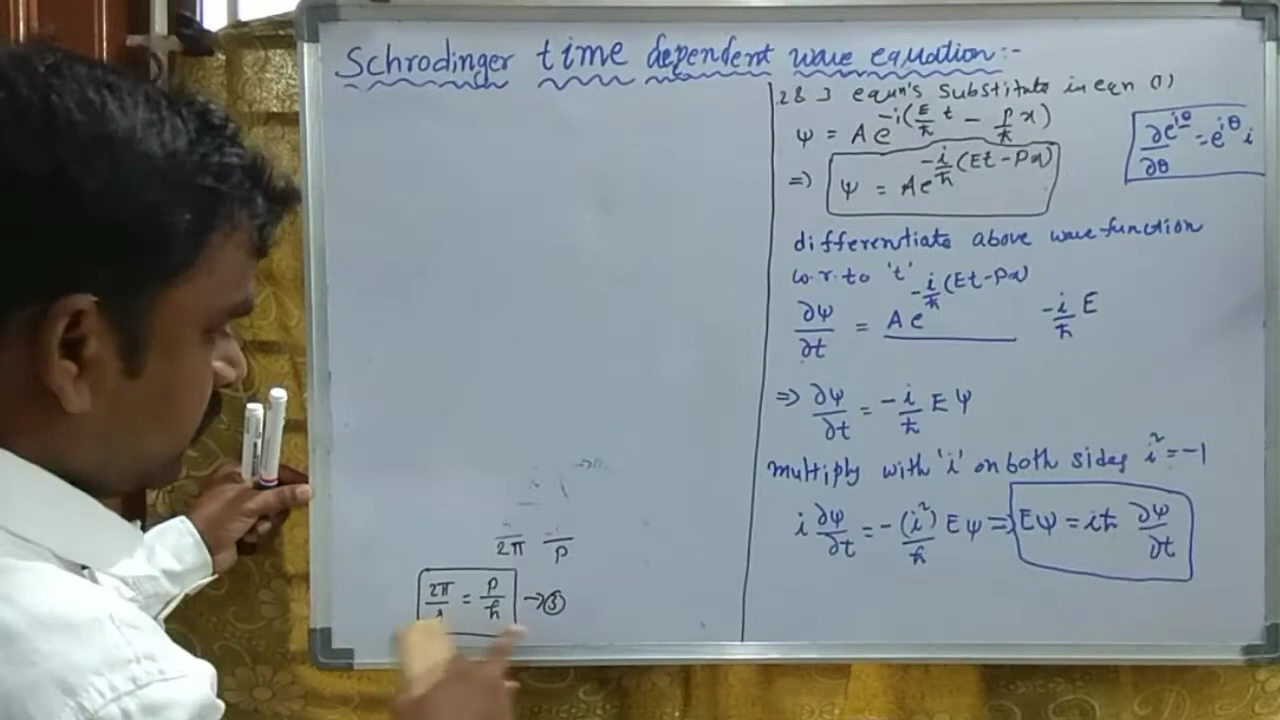 Schrodinger time dependent wave equation:-
2π p
2π/λ = p/ħ →③
2 & 3 equn's substitute in eqn (1)
ψ = Ae^-i(E/ħ t - p/ħ x)
=> ψ = Ae^-i/ħ(Et-Px)
∂e^iθ/∂θ = e^iθ i
differentiate above wave function
w.r.to 't'
∂ψ/∂t = Ae^-i/ħ(Et-Px) -i/ħ E
=> ∂ψ/∂t = -i/ħ Eψ
multiply with 'i' on both sides i²=-1
i ∂ψ/∂t = -(i²)/ħ Eψ => Eψ = iħ ∂ψ/∂t